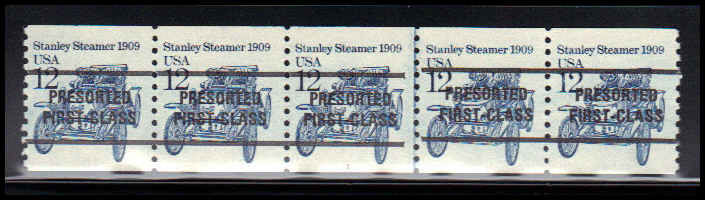 Stanley Steamer 1909 Stanley Steamer 1909 Stanley Steamer 1909 Stanley Steamer 1909 Stanley Steamer 1909
USA USA USA USA USA
12 12 12 12 12
PRESORTED PRESORTED PRESORTED PRESORTED PRESORTED
FIRST-CLASS FIRST-CLASS FIRST-CLASS FIRST-CLASS FIRST-CLASS